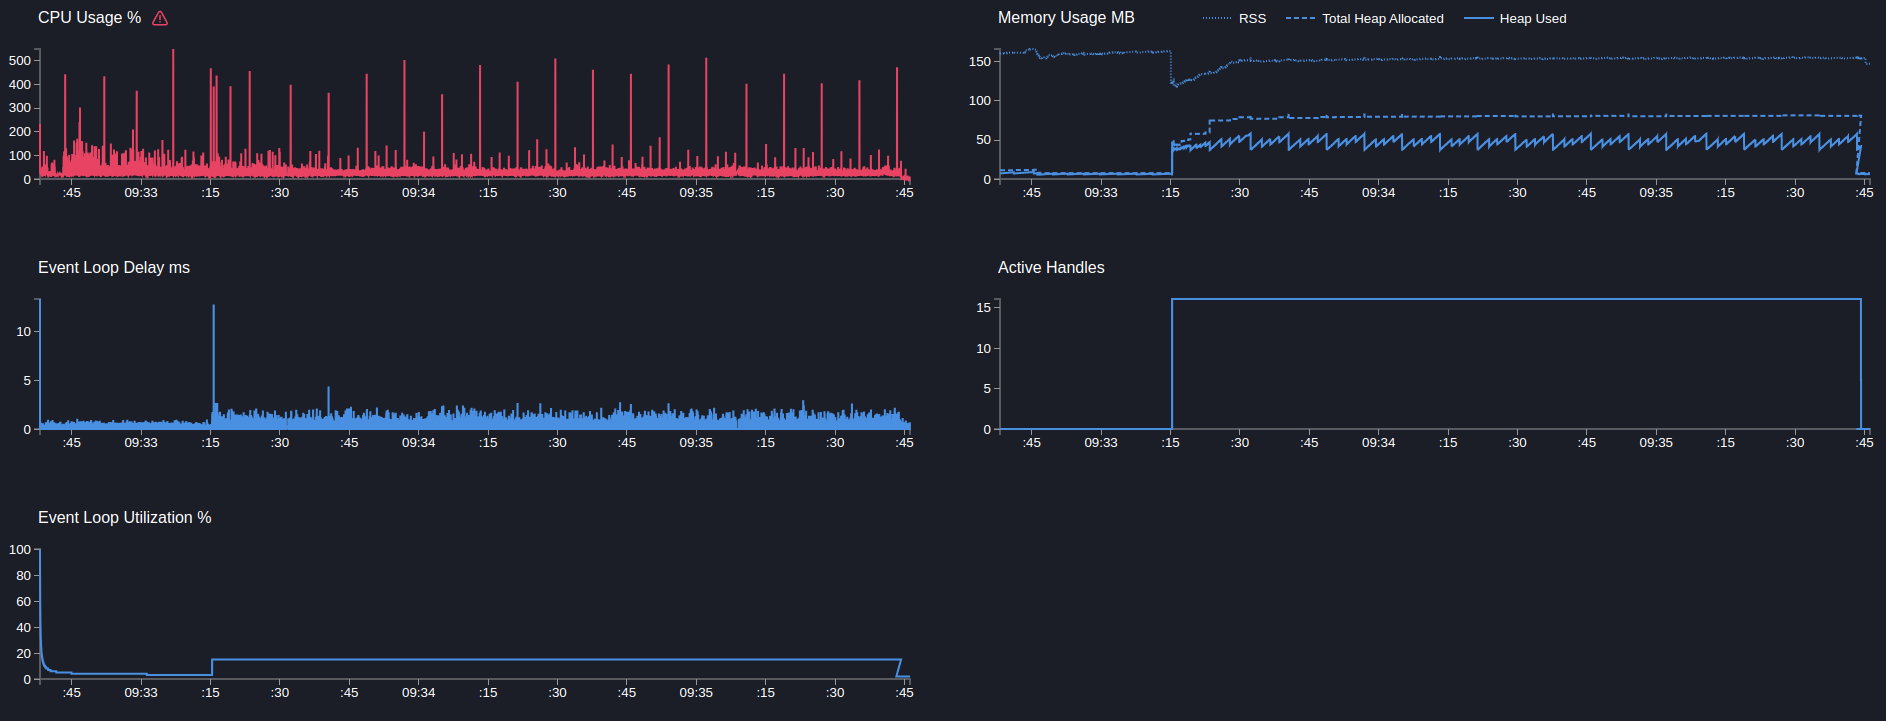 CPU Usage %
500
400
300
200
100
0
:45 09:33 :15 :30 :45 09:34 :15 :30 :45 09:35 :15 :30 :45
Memory Usage MB RSS Total Heap Allocated Heap Used
150
100
50
0
:45 09:33 :15 :30 :45 09:34 :15 :30 :45 09:35 :15 :30 :45
Event Loop Delay ms
10
5
0
:45 09:33 :15 :30 :45 09:34 :15 :30 :45 09:35 :15 :30 :45
Active Handles
15
10
5
0
:45 09:33 :15 :30 :45 09:34 :15 :30 :45 09:35 :15 :30 :45
Event Loop Utilization %
100
80
60
40
20
0
:45 09:33 :15 :30 :45 09:34 :15 :30 :45 09:35 :15 :30 :45